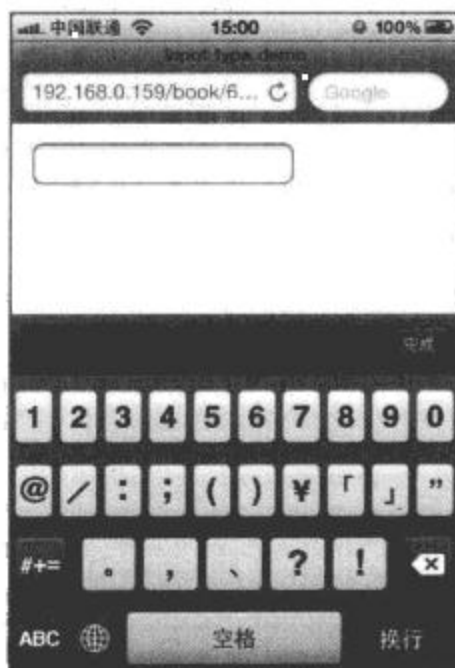 中国联通 15:00 100%
Input type demo
192.168.0.159/book/6... Google
完成
1 2 3 4 5 6 7 8 9 0
@ / : ; ( ) ¥ 「 」 ”
#+= 。 , 、 ? !
ABC 空格 换行